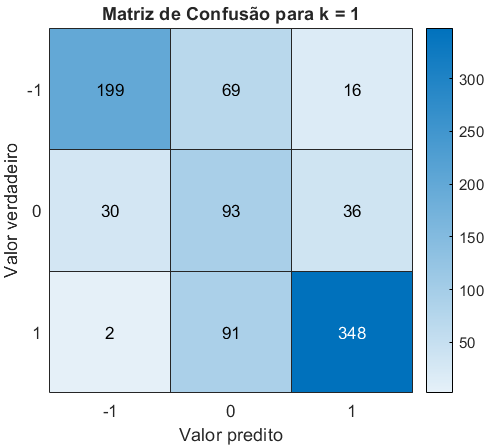 Matriz de Confusão para k = 1
Valor verdadeiro
-1 199 69 16
0 30 93 36
1 2 91 348
-1 0 1
Valor predito
300
250
200
150
100
50